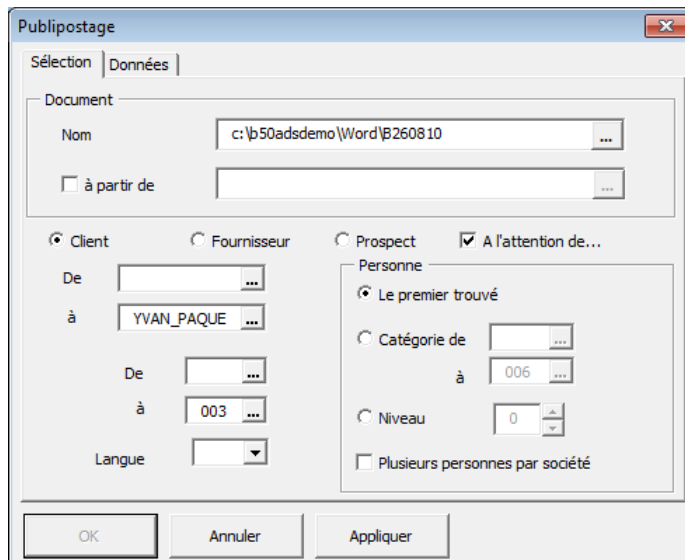 Publipostage
Sélection Données
Document
Nom c:\b50adsdemo\Word\B260810 ...
à partir de ...
Client Fournisseur Prospect A l'attention de...
De ...
à YVAN_PAQUE ...
De ...
à 003 ...
Langue
Personne
Le premier trouvé
Catégorie de ...
à 006 ...
Niveau 0
Plusieurs personnes par société
OK Annuler Appliquer